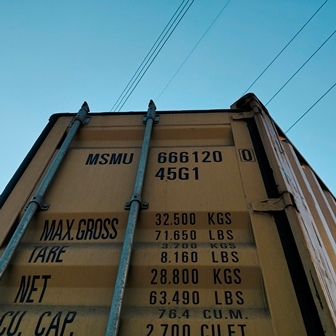 MSMU 666120 0
45G1
MAX.GROSS 32.500 KGS
71.650 LBS
TARE 3.700 KGS
8.160 LBS
NET 28.800 KGS
63.490 LBS
CU. CAP. 76.4 CU.M.
2.700 CU.FT